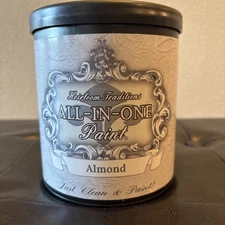 Heirloom Traditions
ALL-IN-ONE
Paint
Almond
Just Clean & Paint!